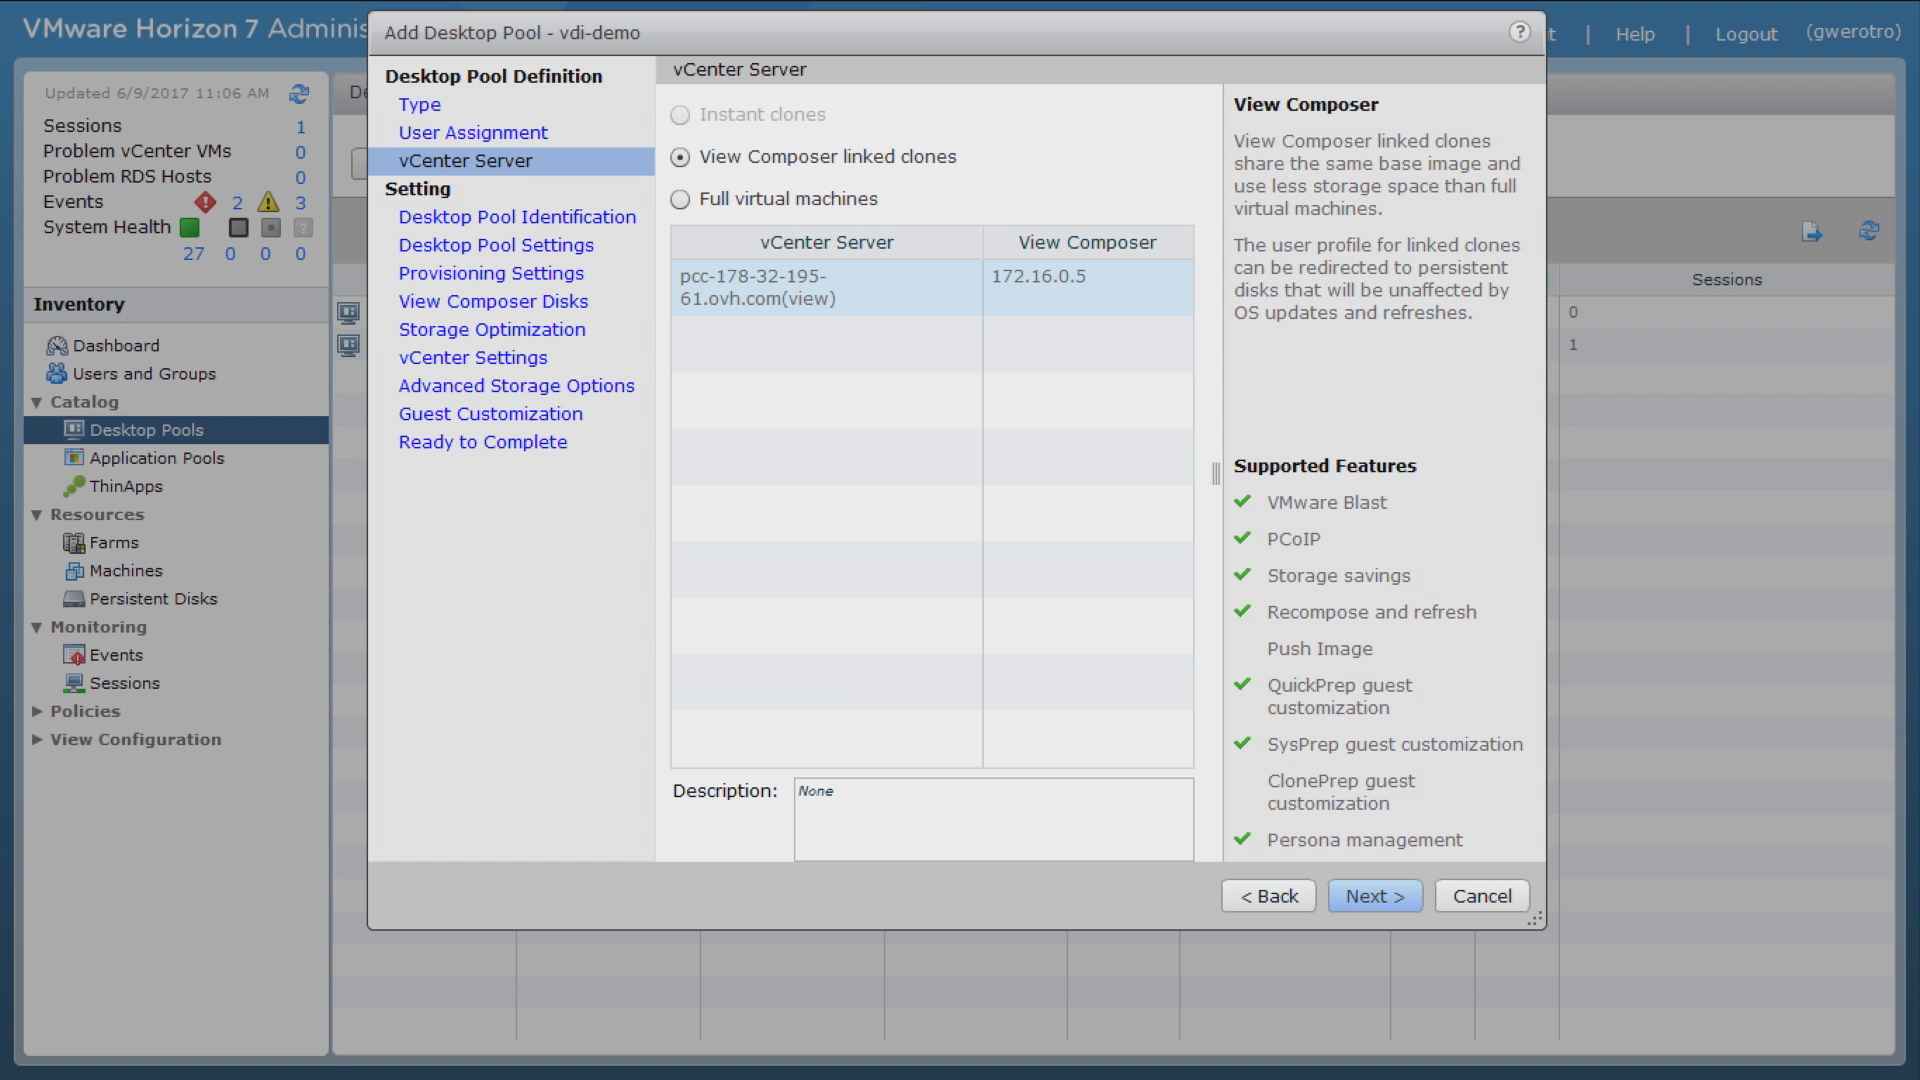 VMware Horizon 7 Adminis
t | Help | Logout (gwerotro)
Updated 6/9/2017 11:06 AM
Sessions 1
Problem vCenter VMs 0
Problem RDS Hosts 0
Events 2 3
System Health
27 0 0 0
Inventory
Dashboard
Users and Groups
Catalog
Desktop Pools
Application Pools
ThinApps
Resources
Farms
Machines
Persistent Disks
Monitoring
Events
Sessions
Policies
View Configuration
De
Add Desktop Pool - vdi-demo
?
Desktop Pool Definition
Type
User Assignment
vCenter Server
Setting
Desktop Pool Identification
Desktop Pool Settings
Provisioning Settings
View Composer Disks
Storage Optimization
vCenter Settings
Advanced Storage Options
Guest Customization
Ready to Complete
vCenter Server
Instant clones
View Composer linked clones
Full virtual machines
vCenter Server View Composer
pcc-178-32-195- 172.16.0.5
61.ovh.com(view)
Description: None
View Composer
View Composer linked clones
share the same base image and
use less storage space than full
virtual machines.
The user profile for linked clones
can be redirected to persistent
disks that will be unaffected by
OS updates and refreshes.
Supported Features
VMware Blast
PCoIP
Storage savings
Recompose and refresh
Push Image
QuickPrep guest
customization
SysPrep guest customization
ClonePrep guest
customization
Persona management
< Back Next > Cancel
Sessions
0
1